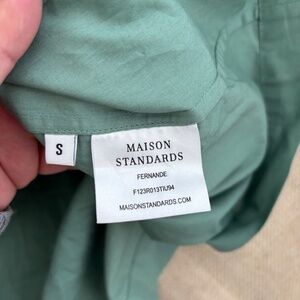 S
MAISON
STANDARDS
FERNANDE
F123R013TIU94
MAISONSTANDARDS.COM